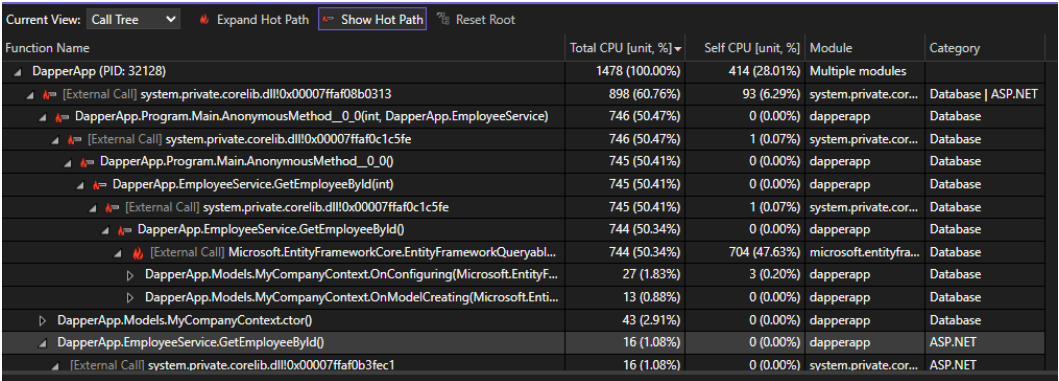 Current View: Call Tree Expand Hot Path Show Hot Path Reset Root
Function Name Total CPU [unit, %] Self CPU [unit, %] Module Category
DapperApp (PID: 32128) 1478 (100.00%) 414 (28.01%) Multiple modules
[External Call] system.private.corelib.dll!0x00007ffaf08b0313 898 (60.76%) 93 (6.29%) system.private.cor... Database | ASP.NET
DapperApp.Program.Main.AnonymousMethod__0_0(int, DapperApp.EmployeeService) 746 (50.47%) 0 (0.00%) dapperapp Database
[External Call] system.private.corelib.dll!0x00007ffaf0c1c5fe 746 (50.47%) 1 (0.07%) system.private.cor... Database
DapperApp.Program.Main.AnonymousMethod__0_0() 745 (50.41%) 0 (0.00%) dapperapp Database
DapperApp.EmployeeService.GetEmployeeById(int) 745 (50.41%) 0 (0.00%) dapperapp Database
[External Call] system.private.corelib.dll!0x00007ffaf0c1c5fe 745 (50.41%) 1 (0.07%) system.private.cor... Database
DapperApp.EmployeeService.GetEmployeeById() 744 (50.34%) 0 (0.00%) dapperapp Database
[External Call] Microsoft.EntityFrameworkCore.EntityFrameworkQueryabl... 744 (50.34%) 704 (47.63%) microsoft.entityfra... Database
DapperApp.Models.MyCompanyContext.OnConfiguring(Microsoft.EntityF... 27 (1.83%) 3 (0.20%) dapperapp Database
DapperApp.Models.MyCompanyContext.OnModelCreating(Microsoft.Enti... 13 (0.88%) 0 (0.00%) dapperapp Database
DapperApp.Models.MyCompanyContext.ctor() 43 (2.91%) 0 (0.00%) dapperapp Database
DapperApp.EmployeeService.GetEmployeeById() 16 (1.08%) 0 (0.00%) dapperapp ASP.NET
[External Call] system.private.corelib.dll!0x00007ffaf0b3fec1 16 (1.08%) 0 (0.00%) system.private.cor... ASP.NET